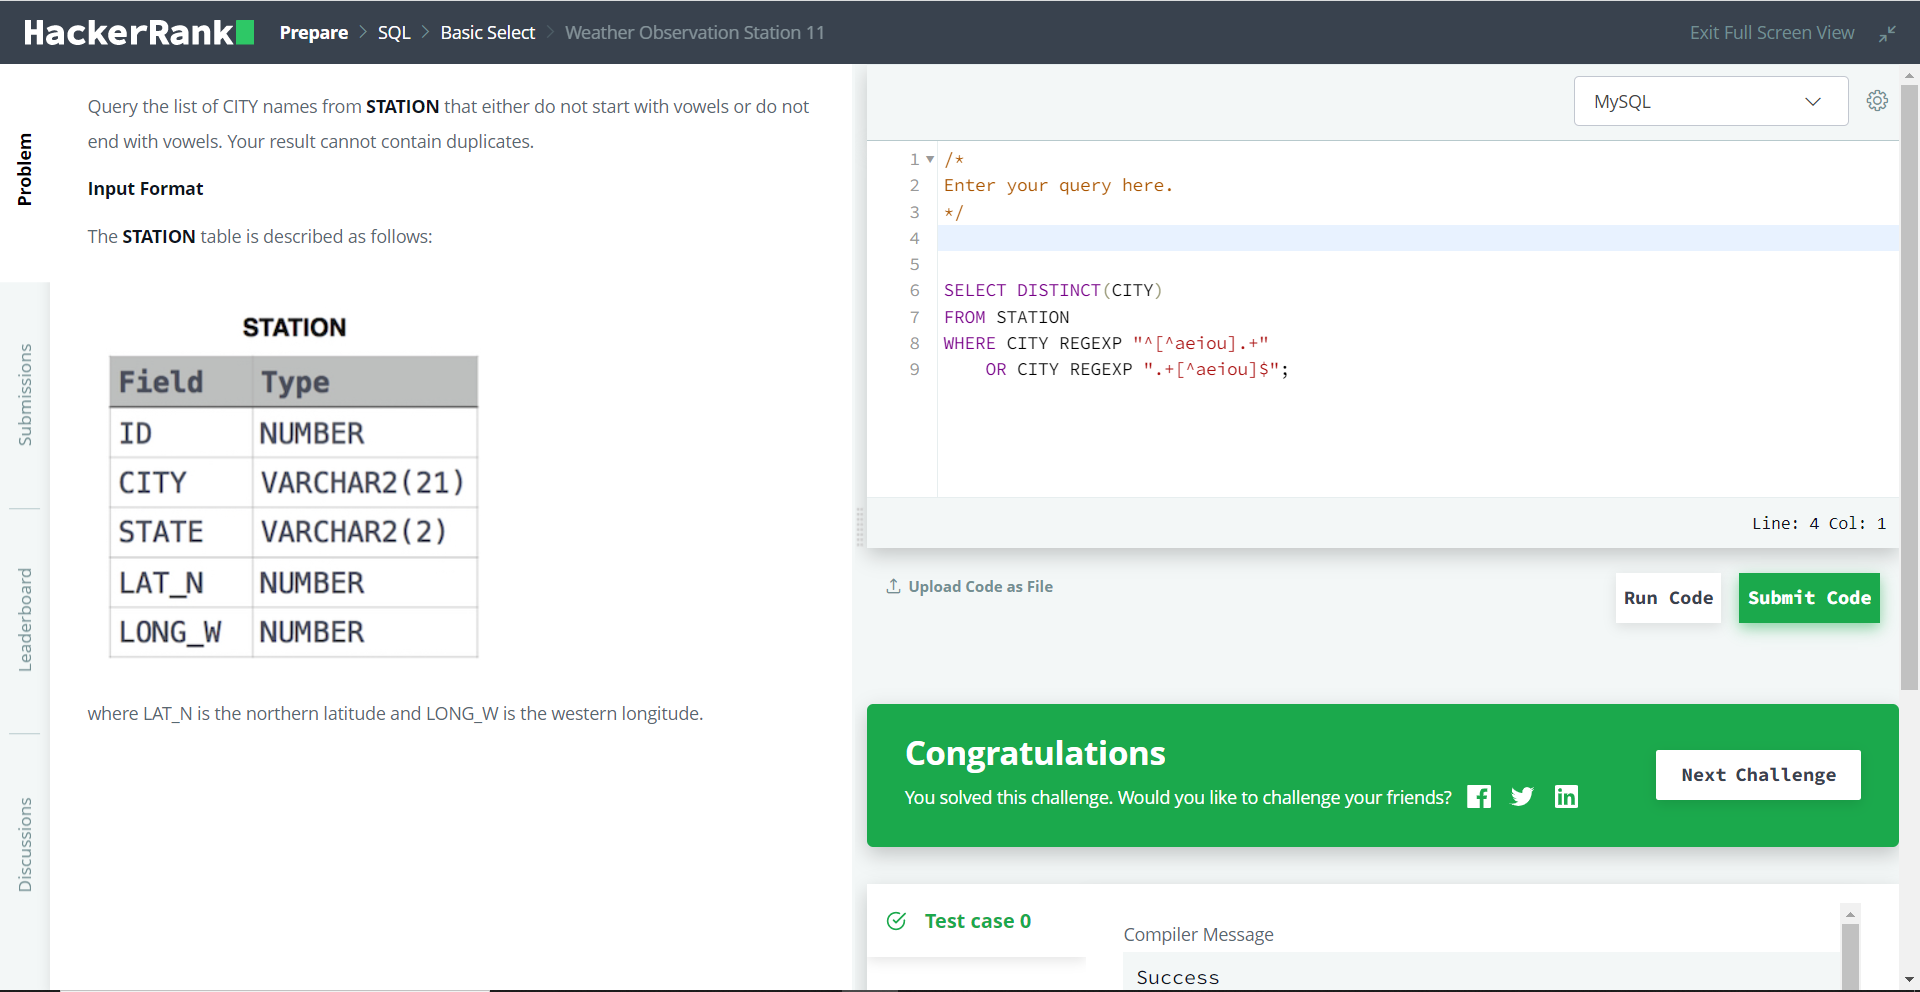 HackerRank
Prepare > SQL > Basic Select > Weather Observation Station 11
Exit Full Screen View
Problem
Submissions
Leaderboard
Discussions
Query the list of CITY names from STATION that either do not start with vowels or do not
end with vowels. Your result cannot contain duplicates.
Input Format
The STATION table is described as follows:
STATION
Field Type
ID NUMBER
CITY VARCHAR2(21)
STATE VARCHAR2(2)
LAT_N NUMBER
LONG_W NUMBER
where LAT_N is the northern latitude and LONG_W is the western longitude.
MySQL
1 /*
2 Enter your query here.
3 */
4
5
6 SELECT DISTINCT(CITY)
7 FROM STATION
8 WHERE CITY REGEXP "^[^aeiou].+"
9     OR CITY REGEXP ".+[^aeiou]$";
Line: 4 Col: 1
Upload Code as File
Run Code
Submit Code
Congratulations
You solved this challenge. Would you like to challenge your friends?
Next Challenge
Test case 0
Compiler Message
Success